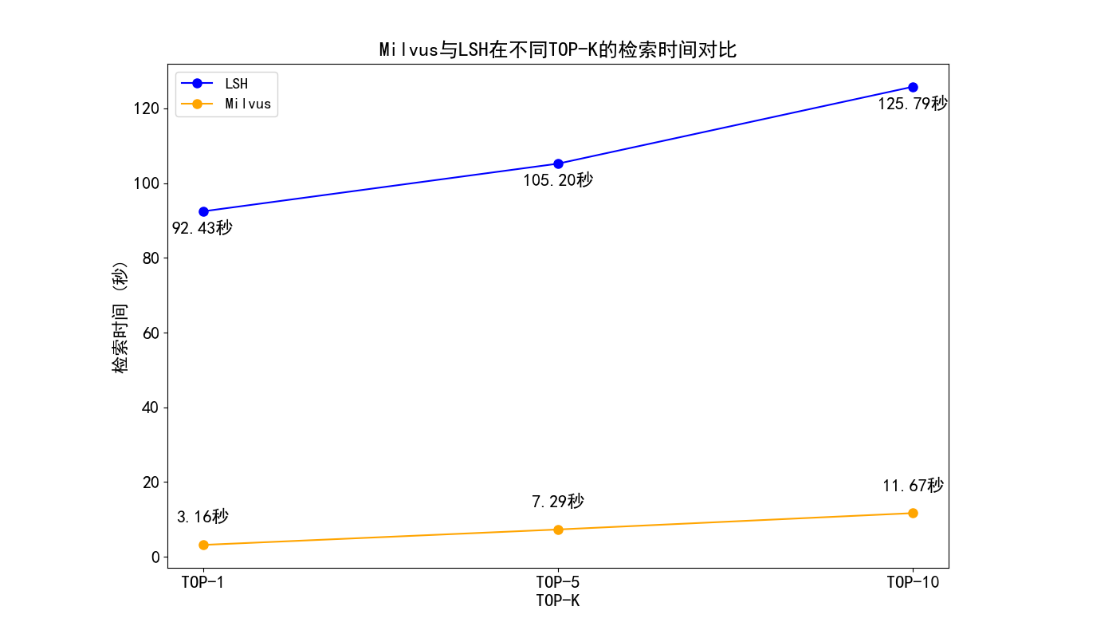 Milvus与LSH在不同TOP-K的检索时间对比
LSH
Milvus
120
100
80
60
40
20
0
检索时间 (秒)
92.43秒
105.20秒
125.79秒
3.16秒
7.29秒
11.67秒
TOP-1
TOP-5
TOP-10
TOP-K